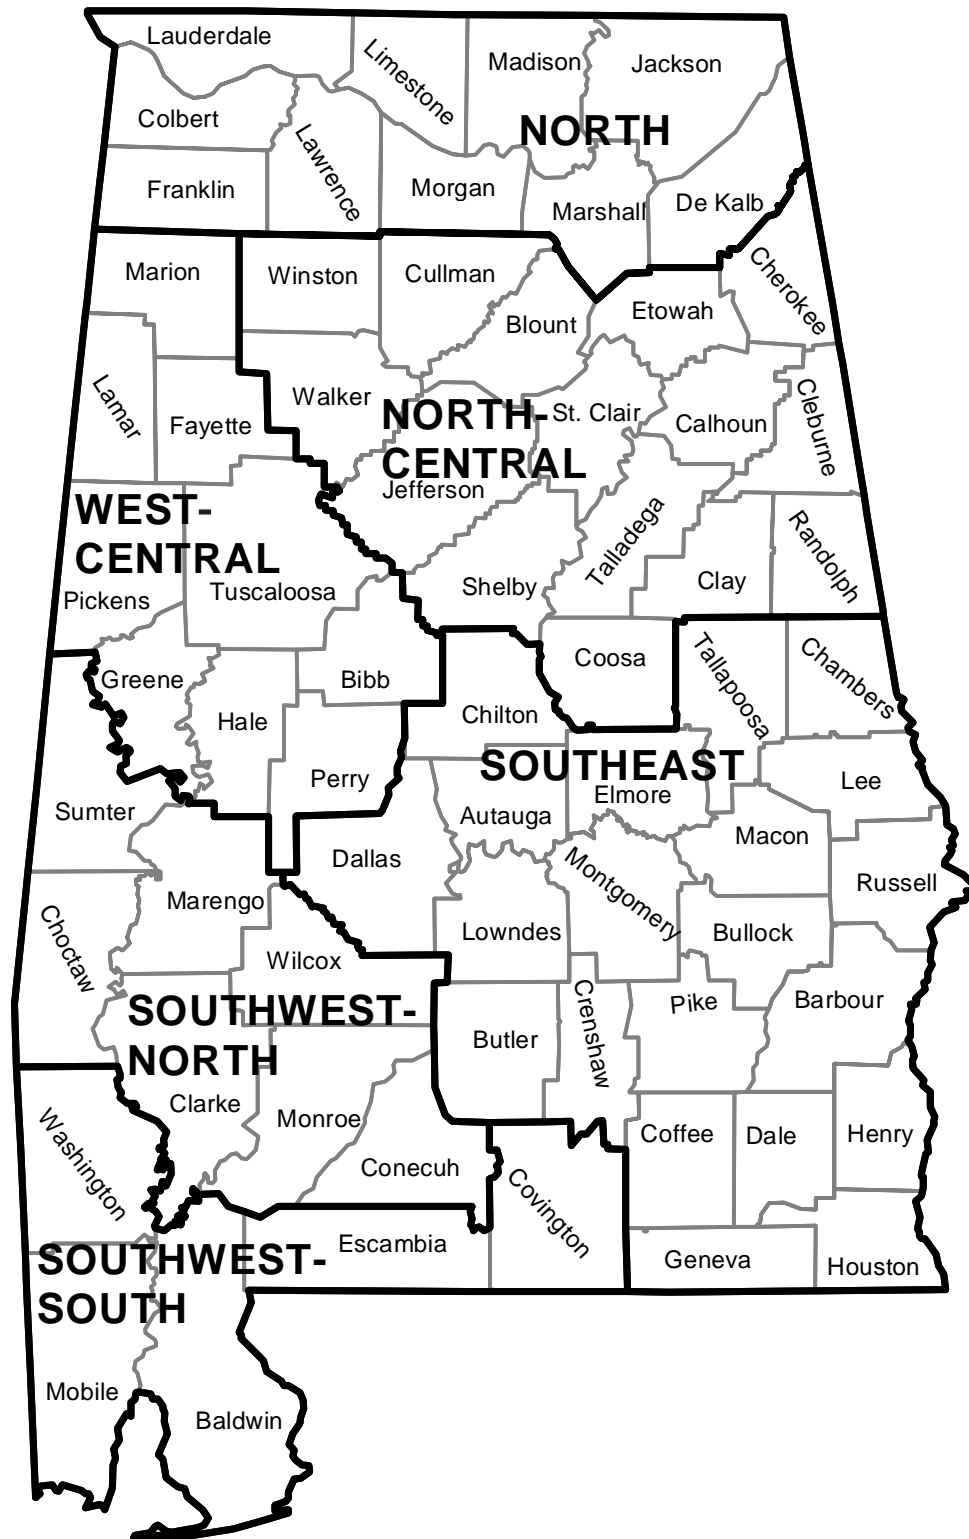 Lauderdale
Limestone
Madison
Jackson
Colbert
Lawrence
NORTH
Franklin
Morgan
Marshall
De Kalb
Marion
Winston
Cullman
Blount
Etowah
Cherokee
Lamar
Fayette
Walker
NORTH-
CENTRAL
St. Clair
Calhoun
Cleburne
Jefferson
WEST-
CENTRAL
Pickens
Tuscaloosa
Shelby
Talladega
Clay
Randolph
Greene
Hale
Bibb
Chilton
Coosa
Tallapoosa
Chambers
Sumter
Perry
SOUTHEAST
Autauga
Elmore
Lee
Dallas
Macon
Choctaw
Marengo
Montgomery
Russell
Wilcox
Lowndes
Bullock
SOUTHWEST-
NORTH
Butler
Crenshaw
Pike
Barbour
Clarke
Monroe
Coffee
Dale
Henry
Washington
Conecuh
Covington
SOUTHWEST-
SOUTH
Escambia
Geneva
Houston
Mobile
Baldwin